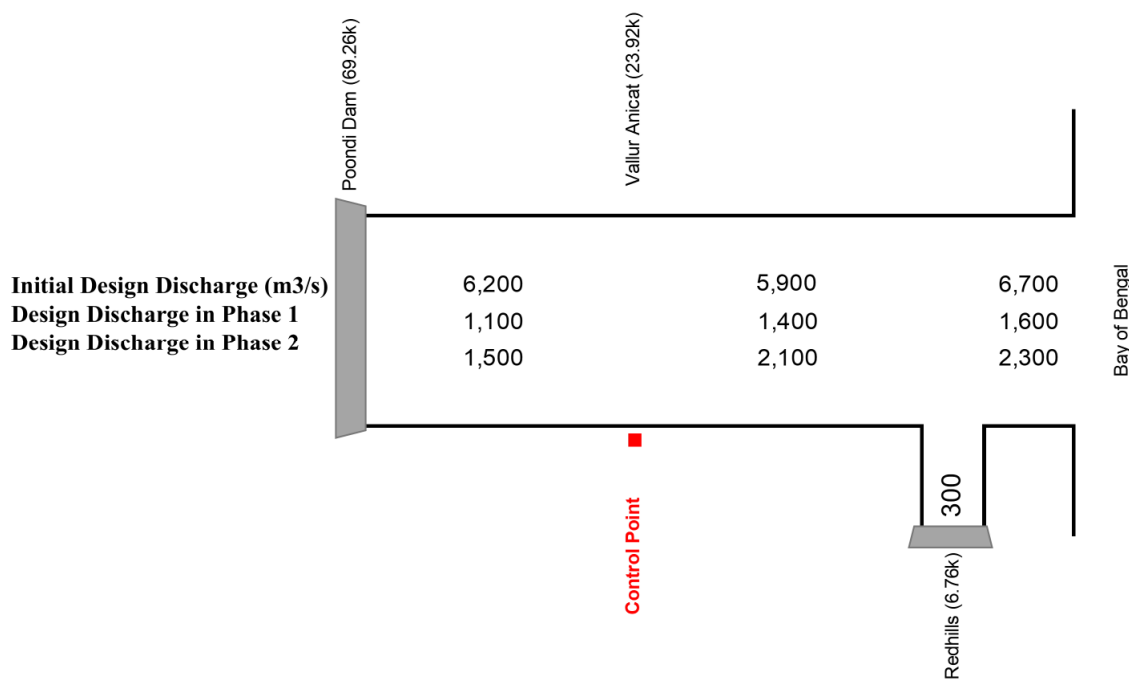 Poondi Dam (69.26k)
Vallur Anicat (23.92k)
Initial Design Discharge (m3/s)
Design Discharge in Phase 1
Design Discharge in Phase 2
6,200 5,900 6,700
1,100 1,400 1,600
1,500 2,100 2,300
Bay of Bengal
Control Point
300
Redhills (6.76k)